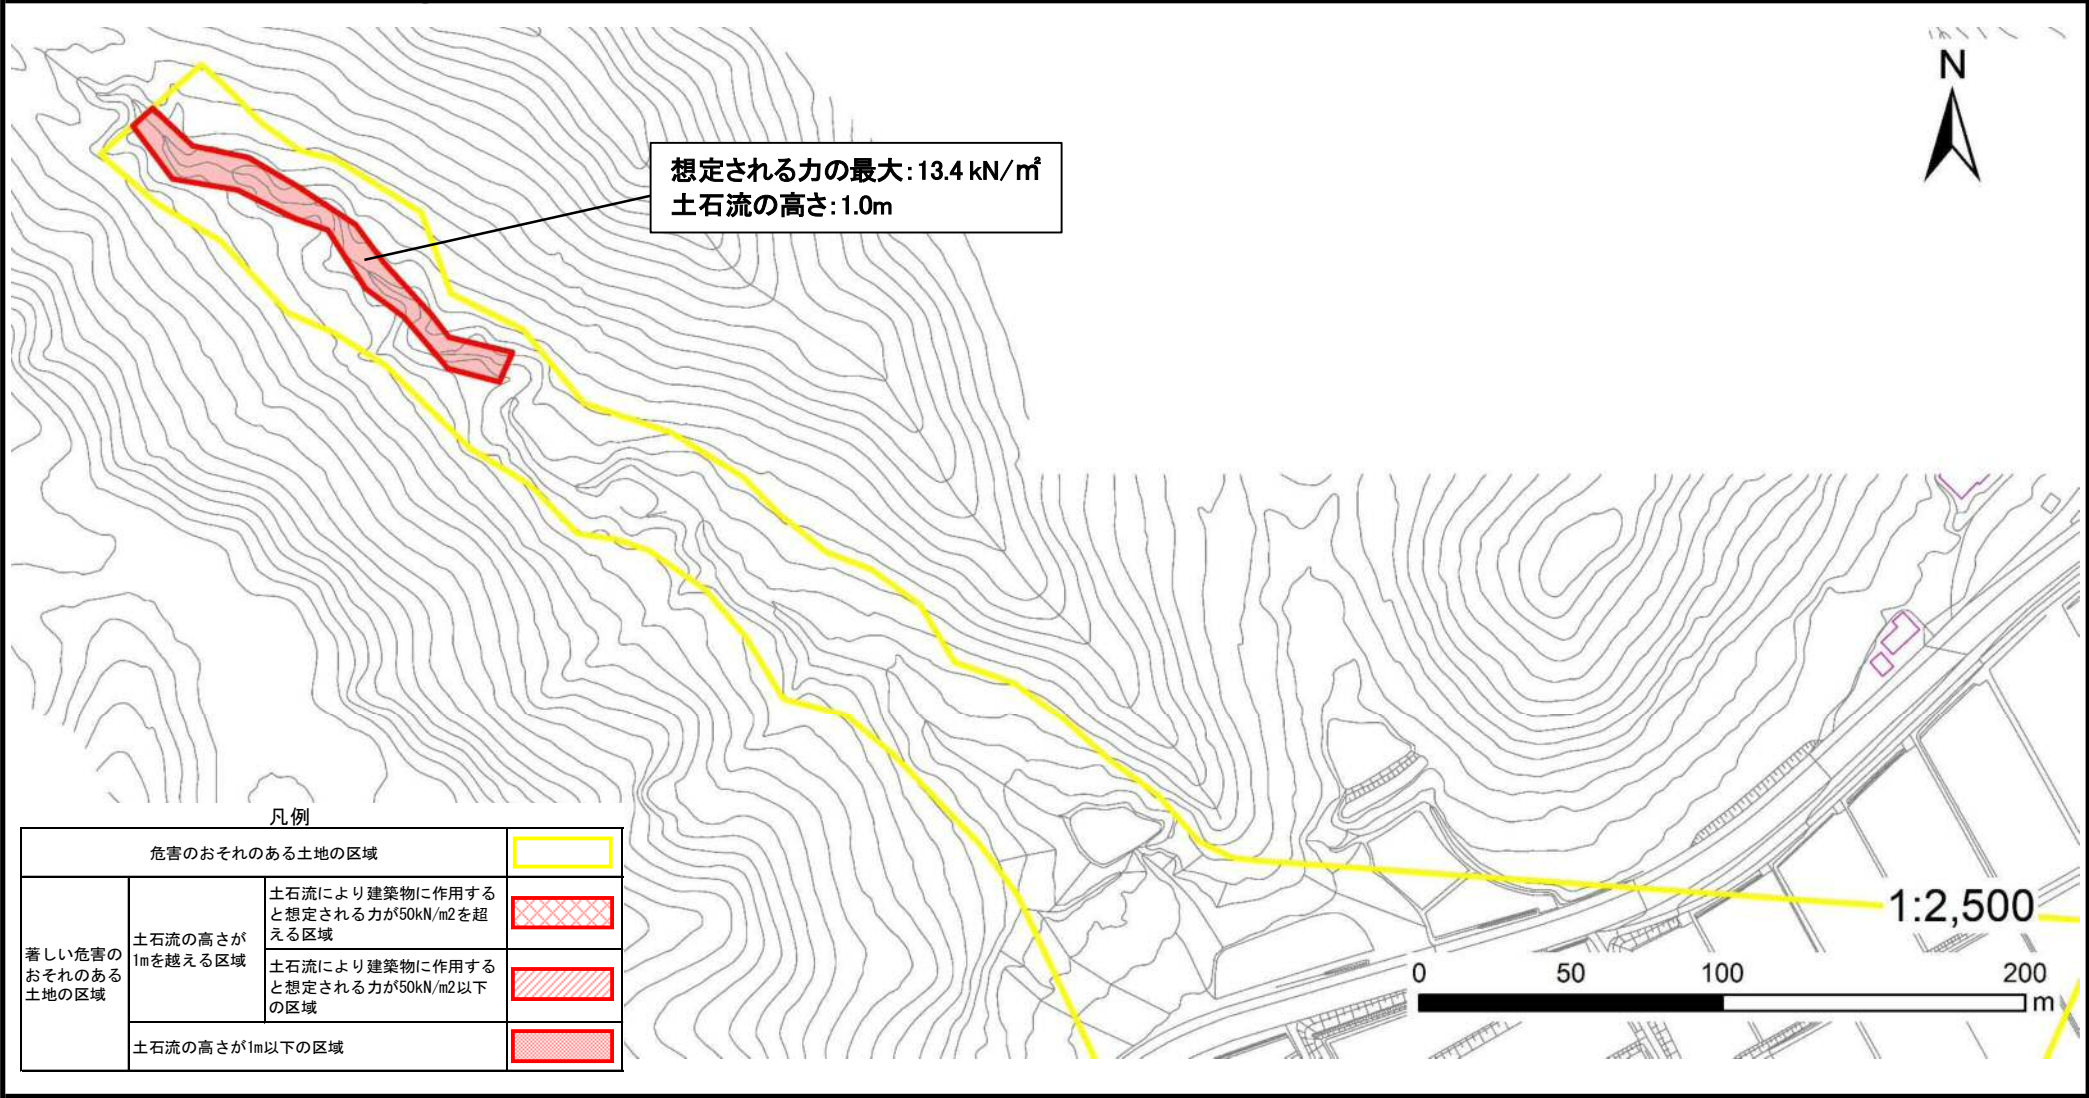 N
想定される力の最大:13.4 kN/㎡
土石流の高さ:1.0m
1:2,500
0 50 100 200
m
凡例
危害のおそれのある土地の区域
著しい危害の
おそれのある
土地の区域
土石流の高さが
1mを越える区域
土石流により建築物に作用する
と想定される力が50kN/m2を超
える区域
土石流により建築物に作用する
と想定される力が50kN/m2以下
の区域
土石流の高さが1m以下の区域